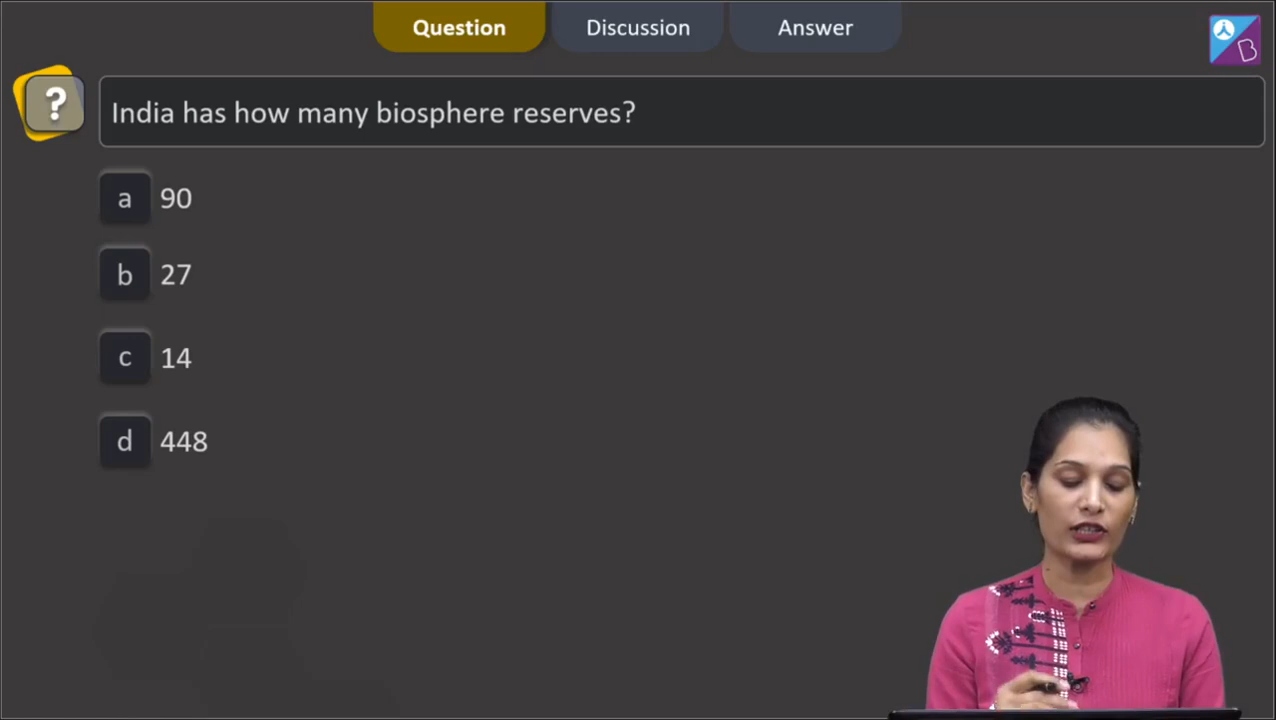 Question Discussion Answer
? India has how many biosphere reserves?
a 90
b 27
c 14
d 448
B